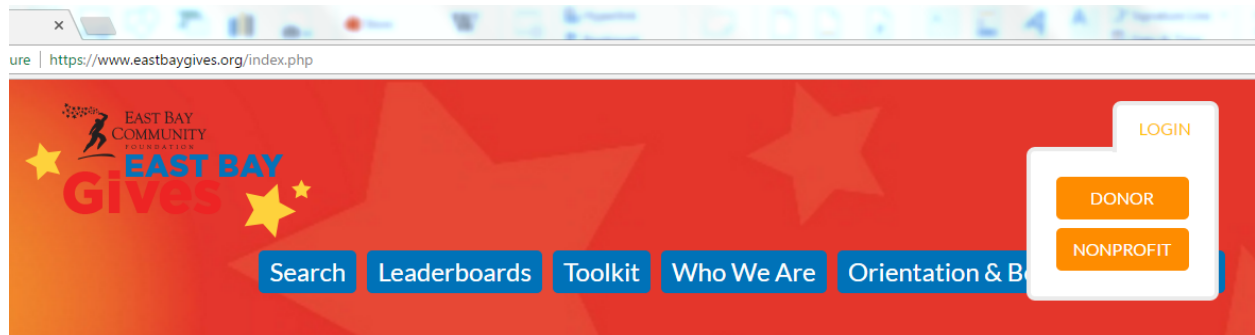 ure | https://www.eastbaygives.org/index.php
EAST BAY
COMMUNITY
FOUNDATION
EAST BAY
Gives
LOGIN
DONOR
NONPROFIT
Search Leaderboards Toolkit Who We Are Orientation & B